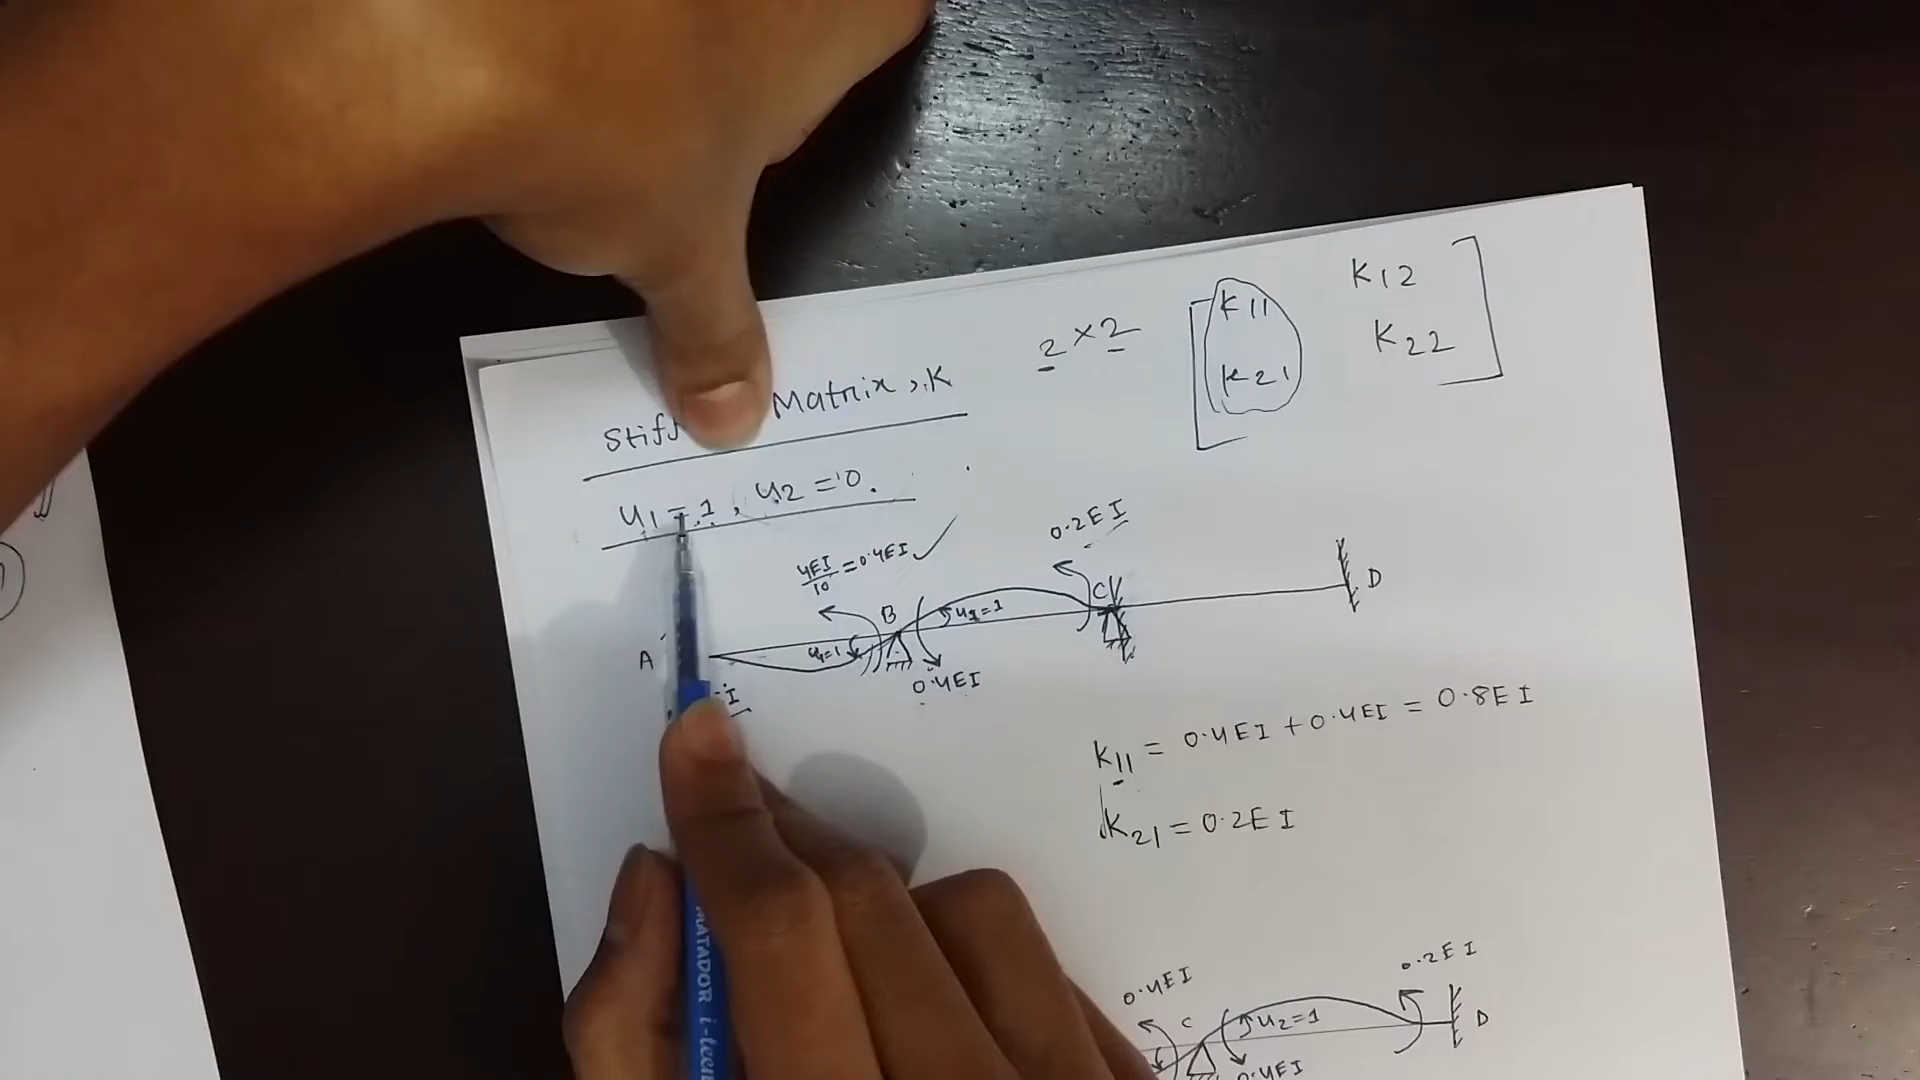 Matrix, K
2 × 2
K11 K12
K21 K22
u1 = 1, u2 = 0.
4EI/10 = 0.4EI ✓
0.2EI
A
B
C
D
u1=1
u1=1
0.4EI
K11 = 0.4EI + 0.4EI = 0.8EI
K21 = 0.2EI
0.4EI
0.2EI
C
u2=1
D
0.4EI
MATADOR i-teen